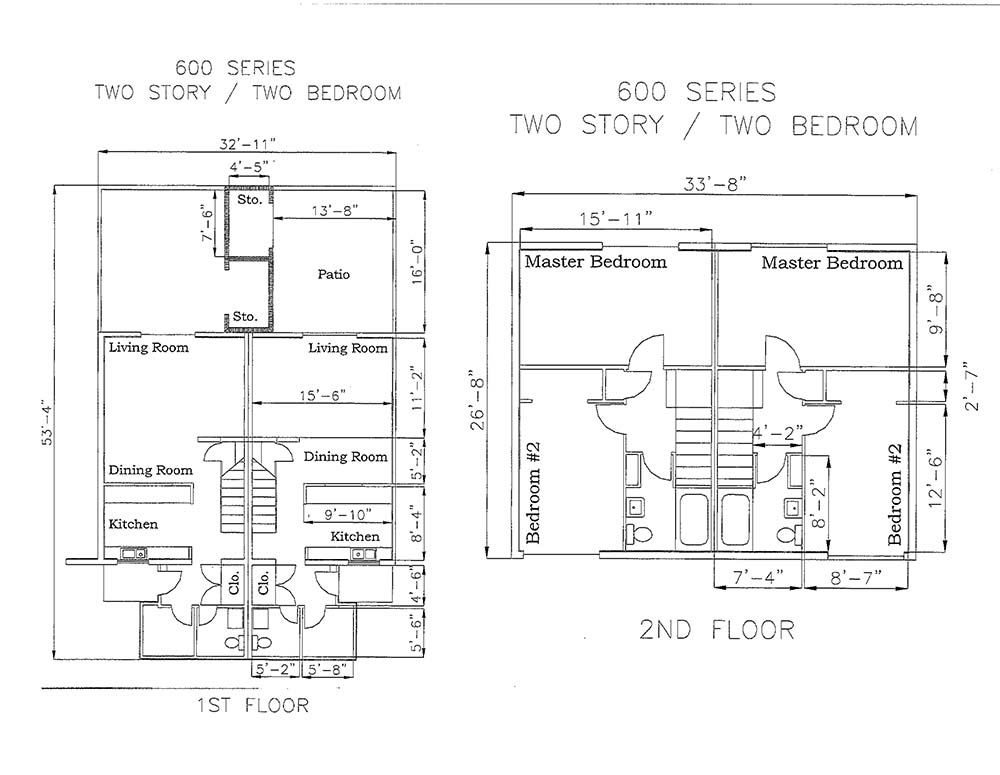 600 SERIES
TWO STORY / TWO BEDROOM
32'-11"
4'-5"
Sto.
13'-8"
7'-6"
16'-0"
Patio
Sto.
Living Room
Living Room
11'-2"
15'-6"
53'-4"
Dining Room
Dining Room
5'-2"
9'-10"
8'-4"
Kitchen
Kitchen
Clo.
Clo.
4'-6"
5'-6"
5'-2"
5'-8"
1ST FLOOR
600 SERIES
TWO STORY / TWO BEDROOM
33'-8"
15'-11"
Master Bedroom
Master Bedroom
9'-8"
26'-8"
2'-7"
4'-2"
Bedroom #2
Bedroom #2
12'-6"
8'-2"
7'-4"
8'-7"
2ND FLOOR